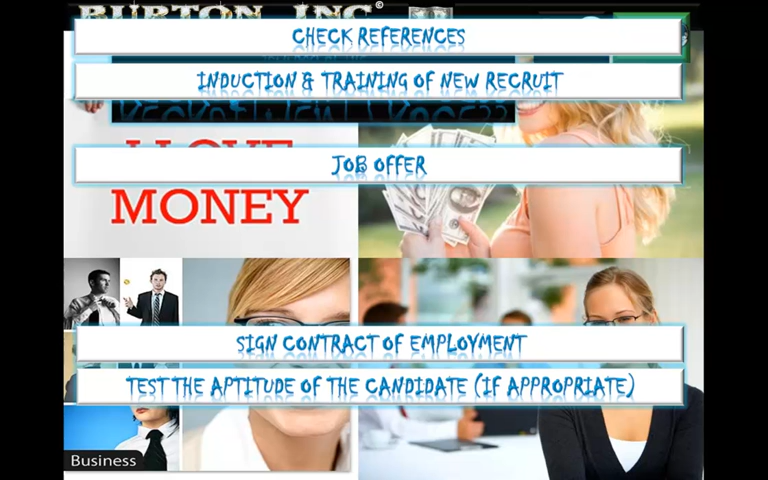 BURTON, INC®
CHECK REFERENCES
INDUCTION & TRAINING OF NEW RECRUIT
JOB OFFER
I LOVE
MONEY
SIGN CONTRACT OF EMPLOYMENT
TEST THE APTITUDE OF THE CANDIDATE (IF APPROPRIATE)
Business